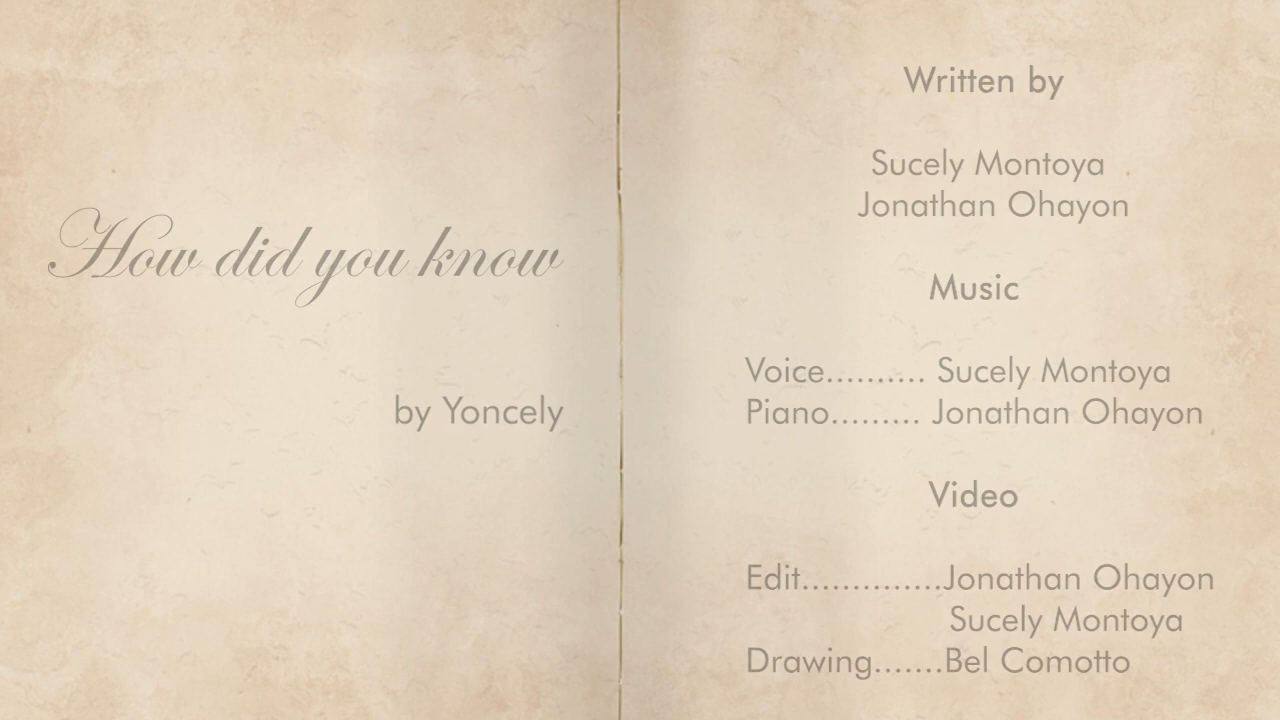 How did you know
by Yoncely
Written by
Sucely Montoya
Jonathan Ohayon
Music
Voice.......... Sucely Montoya
Piano......... Jonathan Ohayon
Video
Edit..............Jonathan Ohayon
Sucely Montoya
Drawing.......Bel Comotto